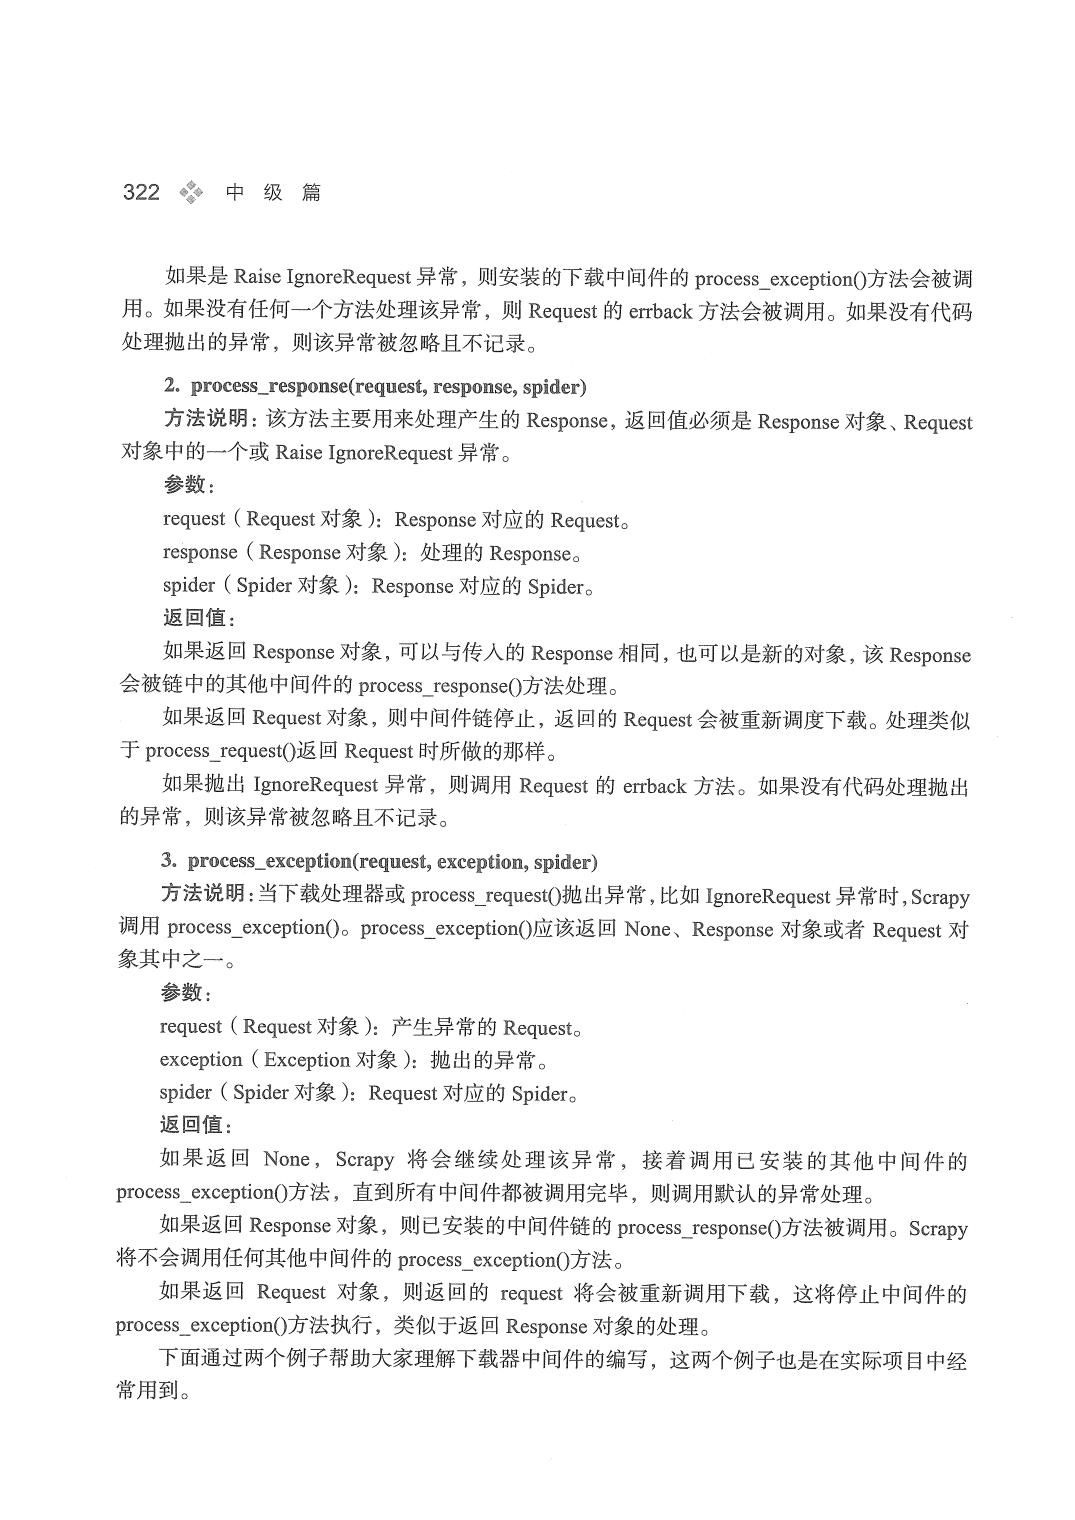 322 中 级 篇
如果是 Raise IgnoreRequest 异常，则安装的下载中间件的 process_exception()方法会被调
用。如果没有任何一个方法处理该异常，则 Request 的 errback 方法会被调用。如果没有代码
处理抛出的异常，则该异常被忽略且不记录。
2. process_response(request, response, spider)
方法说明：该方法主要用来处理产生的 Response，返回值必须是 Response 对象、Request
对象中的一个或 Raise IgnoreRequest 异常。
参数：
request（Request 对象）：Response 对应的 Request。
response（Response 对象）：处理的 Response。
spider（Spider 对象）：Response 对应的 Spider。
返回值：
如果返回 Response 对象，可以与传入的 Response 相同，也可以是新的对象，该 Response
会被链中的其他中间件的 process_response()方法处理。
如果返回 Request 对象，则中间件链停止，返回的 Request 会被重新调度下载。处理类似
于 process_request()返回 Request 时所做的那样。
如果抛出 IgnoreRequest 异常，则调用 Request 的 errback 方法。如果没有代码处理抛出
的异常，则该异常被忽略且不记录。
3. process_exception(request, exception, spider)
方法说明：当下载处理器或 process_request()抛出异常，比如 IgnoreRequest 异常时，Scrapy
调用 process_exception()。process_exception()应该返回 None、Response 对象或者 Request 对
象其中之一。
参数：
request（Request 对象）：产生异常的 Request。
exception（Exception 对象）：抛出的异常。
spider（Spider 对象）：Request 对应的 Spider。
返回值：
如果返回 None，Scrapy 将会继续处理该异常，接着调用已安装的其他中间件的
process_exception()方法，直到所有中间件都被调用完毕，则调用默认的异常处理。
如果返回 Response 对象，则已安装的中间件链的 process_response()方法被调用。Scrapy
将不会调用任何其他中间件的 process_exception()方法。
如果返回 Request 对象，则返回的 request 将会被重新调用下载，这将停止中间件的
process_exception()方法执行，类似于返回 Response 对象的处理。
下面通过两个例子帮助大家理解下载器中间件的编写，这两个例子也是在实际项目中经
常用到。